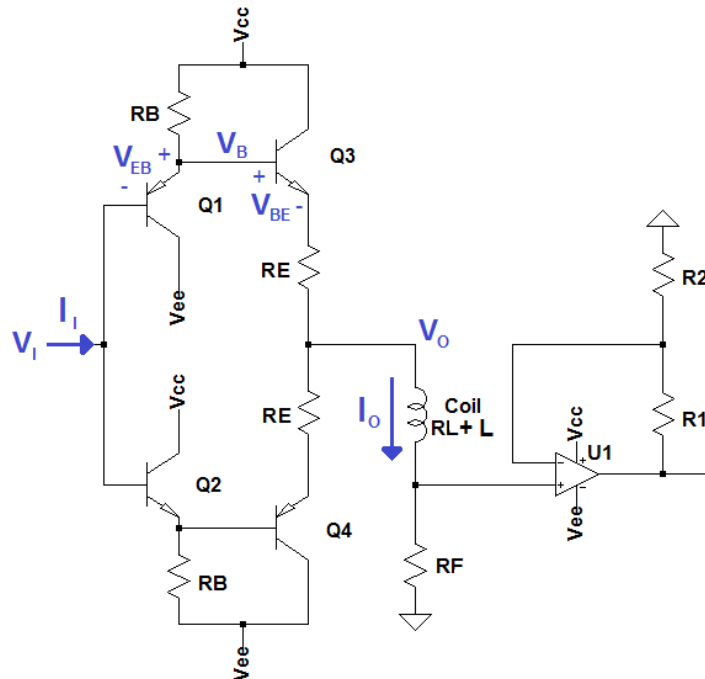 Vcc
RB
VEB +
-
VB
Q3
+
VBE -
Q1
RE
R2
Vee
II
VI
VO
Vcc
RE
IO
Coil
RL+ L
R1
Vcc
U1
-
+
+
-
Q2
Vee
Q4
RB
RF
Vee